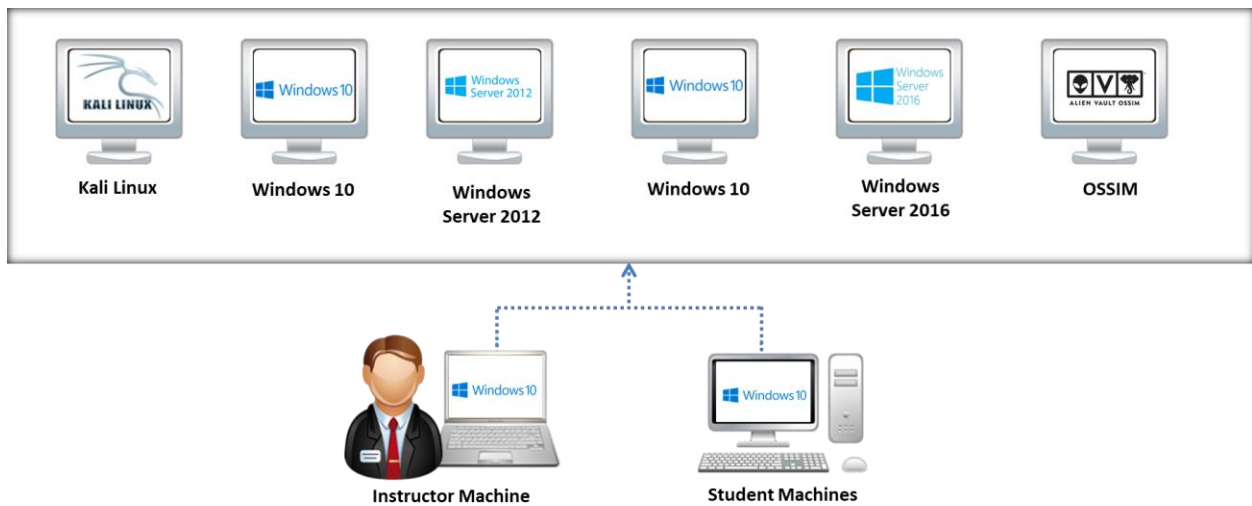 KALI LINUX
Windows 10
Windows
Server 2012
Windows 10
Windows
Server
2016
ALIEN VAULT OSSIM
Kali Linux
Windows 10
Windows
Server 2012
Windows 10
Windows
Server 2016
OSSIM
Windows 10
Windows 10
Instructor Machine
Student Machines